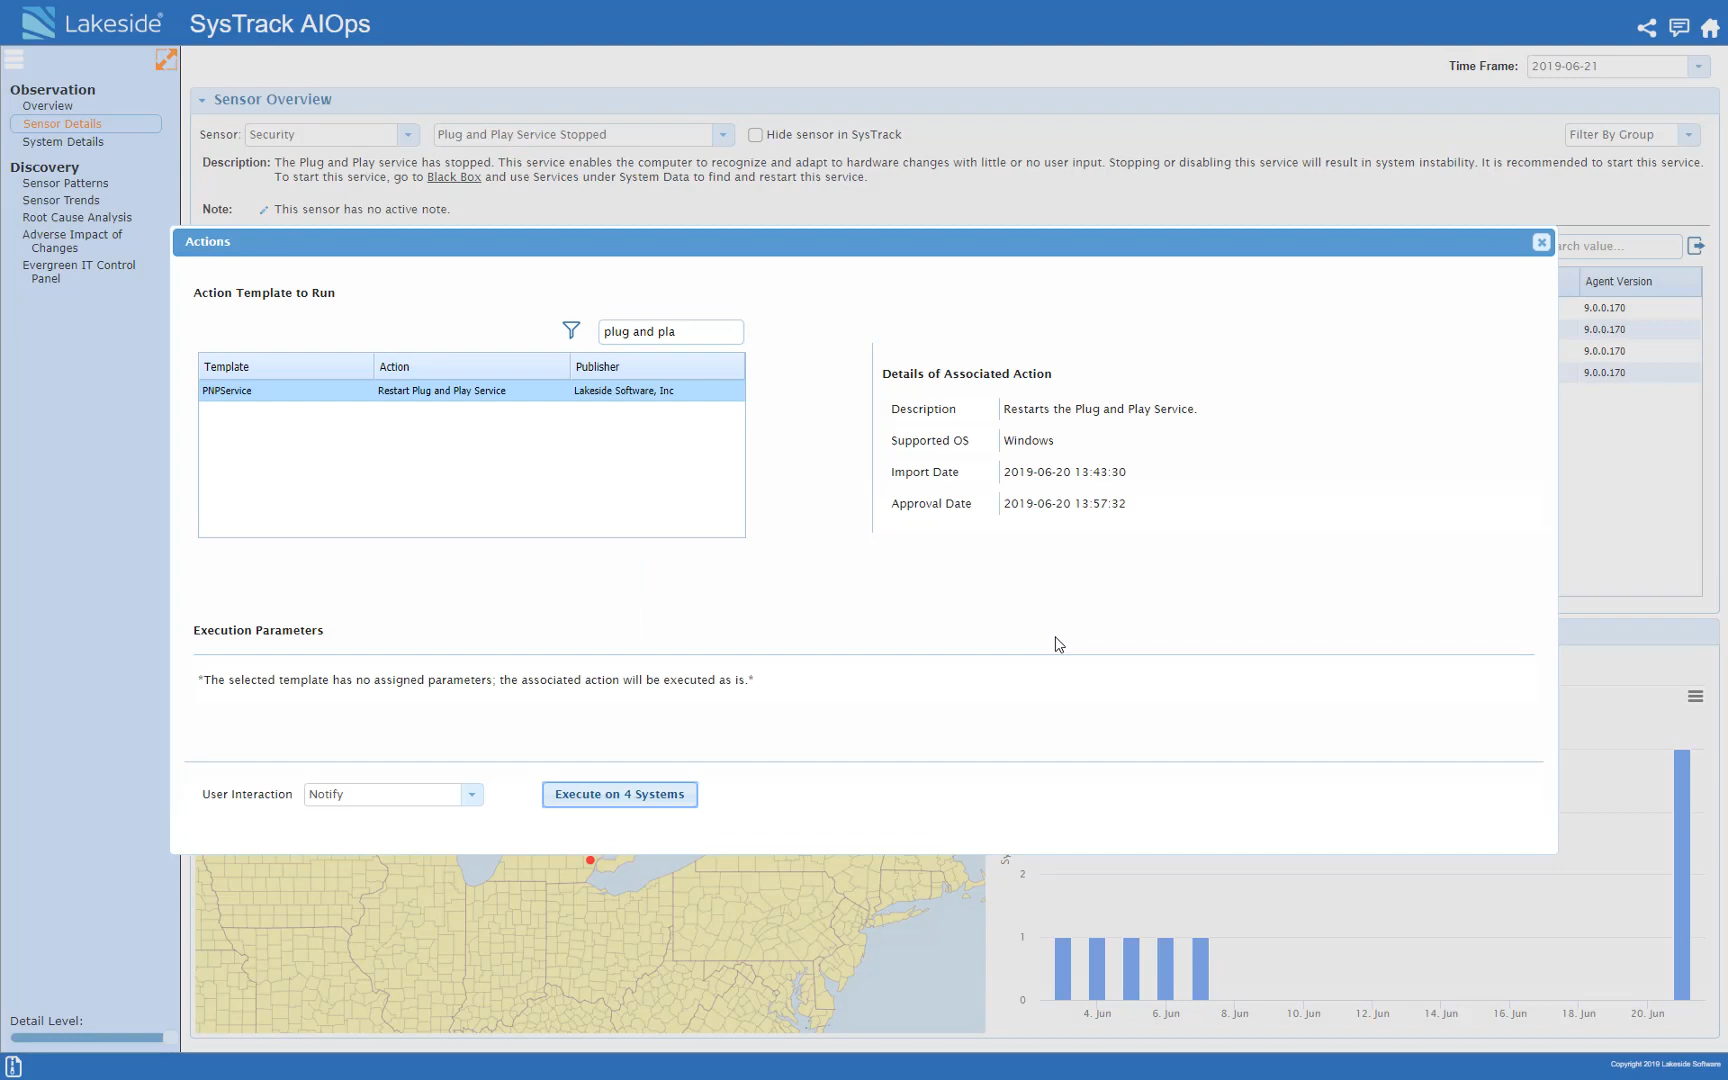 Lakeside
SysTrack AIOps
Time Frame:
2019-06-21
Observation
Overview
Sensor Details
System Details
Discovery
Sensor Patterns
Sensor Trends
Root Cause Analysis
Adverse Impact of
Changes
Evergreen IT Control
Panel
Detail Level:
Sensor Overview
Sensor:
Security
Plug and Play Service Stopped
Hide sensor in SysTrack
Filter By Group
Description:
The Plug and Play service has stopped. This service enables the computer to recognize and adapt to hardware changes with little or no user input. Stopping or disabling this service will result in system instability. It is recommended to start this service.
To start this service, go to Black Box and use Services under System Data to find and restart this service.
Note:
This sensor has no active note.
arch value...
Agent Version
9.0.0.170
9.0.0.170
9.0.0.170
9.0.0.170
Actions
Action Template to Run
plug and pla
Template
Action
Publisher
PNPService
Restart Plug and Play Service
Lakeside Software, Inc
Details of Associated Action
Description
Restarts the Plug and Play Service.
Supported OS
Windows
Import Date
2019-06-20 13:43:30
Approval Date
2019-06-20 13:57:32
Execution Parameters
*The selected template has no assigned parameters; the associated action will be executed as is.*
User Interaction
Notify
Execute on 4 Systems
Sy
2
1
0
4. Jun
6. Jun
8. Jun
10. Jun
12. Jun
14. Jun
16. Jun
18. Jun
20. Jun
Copyright 2019 Lakeside Software